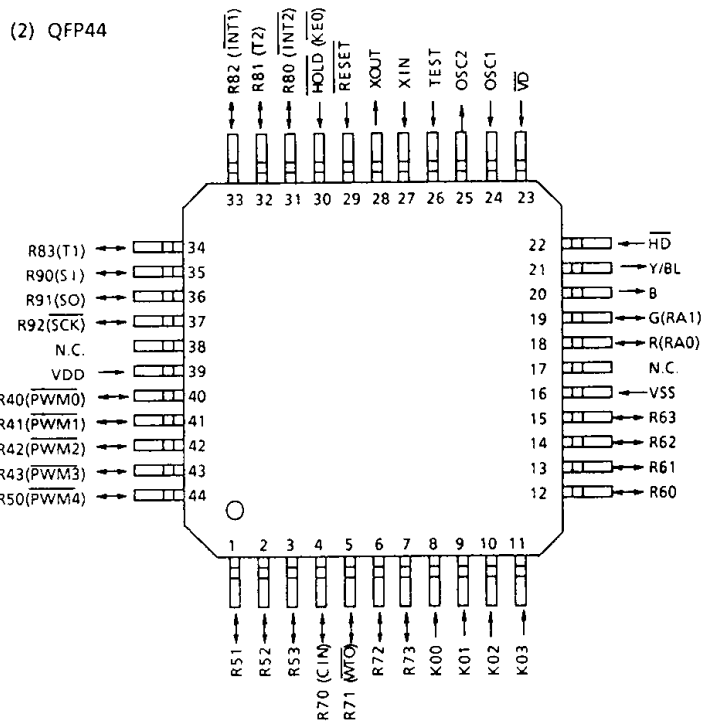 (2) QFP44
R82 (INT1)
R81 (T2)
R80 (INT2)
HOLD (KE0)
RESET
XOUT
XIN
TEST
OSC2
OSC1
VD
33 32 31 30 29 28 27 26 25 24 23
R83(T1) 34
R90(SI) 35
R91(SO) 36
R92(SCK) 37
N.C. 38
VDD 39
R40(PWM0) 40
R41(PWM1) 41
R42(PWM2) 42
R43(PWM3) 43
R50(PWM4) 44
22 HD
21 Y/BL
20 B
19 G(RA1)
18 R(RA0)
17 N.C.
16 VSS
15 R63
14 R62
13 R61
12 R60
1 2 3 4 5 6 7 8 9 10 11
R51
R52
R53
R70 (CIN)
R71 (WTO)
R72
R73
K00
K01
K02
K03